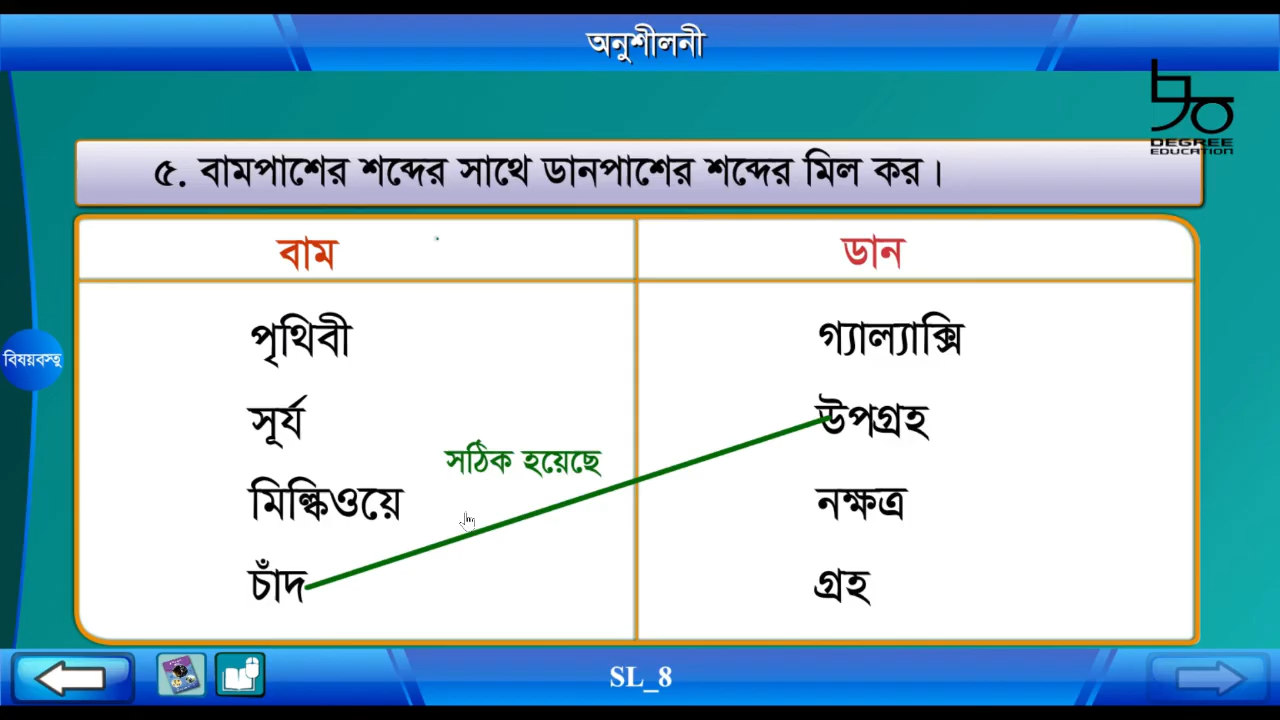 অনুশীলনী
১০
DEGREE
EDUCATION
৫. বামপাশের শব্দের সাথে ডানপাশের শব্দের মিল কর।
বাম ডান
পৃথিবী গ্যাল্যাক্সি
সূর্য উপগ্রহ
সঠিক হয়েছে
মিল্কিওয়ে নক্ষত্র
চাঁদ গ্রহ
বিষয়বস্তু
SL_8